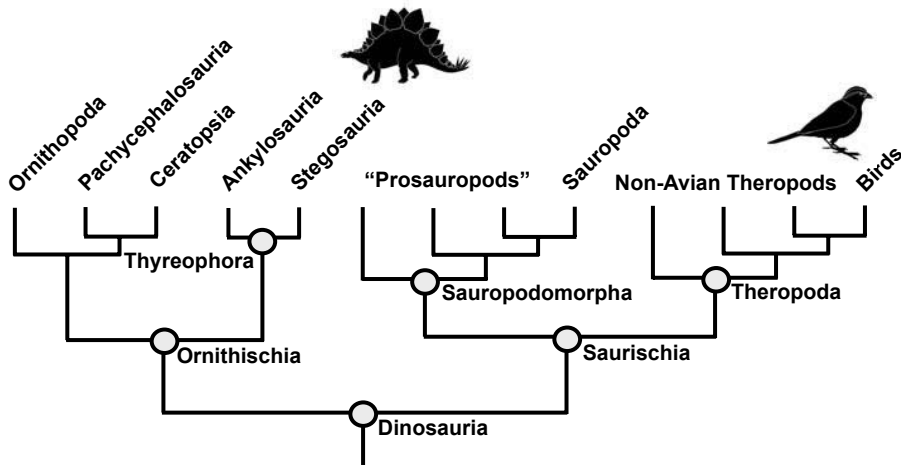 Ornithopoda
Pachycephalosauria
Ceratopsia
Ankylosauria
Stegosauria
“Prosauropods”
Sauropoda
Non-Avian Theropods
Birds
Thyreophora
Sauropodomorpha
Theropoda
Ornithischia
Saurischia
Dinosauria